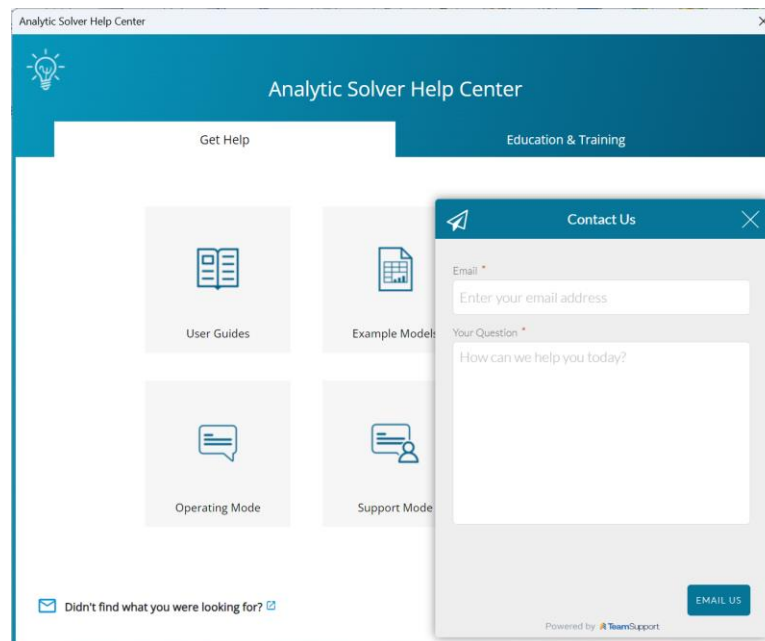 Analytic Solver Help Center
Analytic Solver Help Center
Get Help
Education & Training
Contact Us
Email *
Enter your email address
User Guides
Example Models
Your Question *
How can we help you today?
Operating Mode
Support Mode
Didn't find what you were looking for?
EMAIL US
Powered by TeamSupport